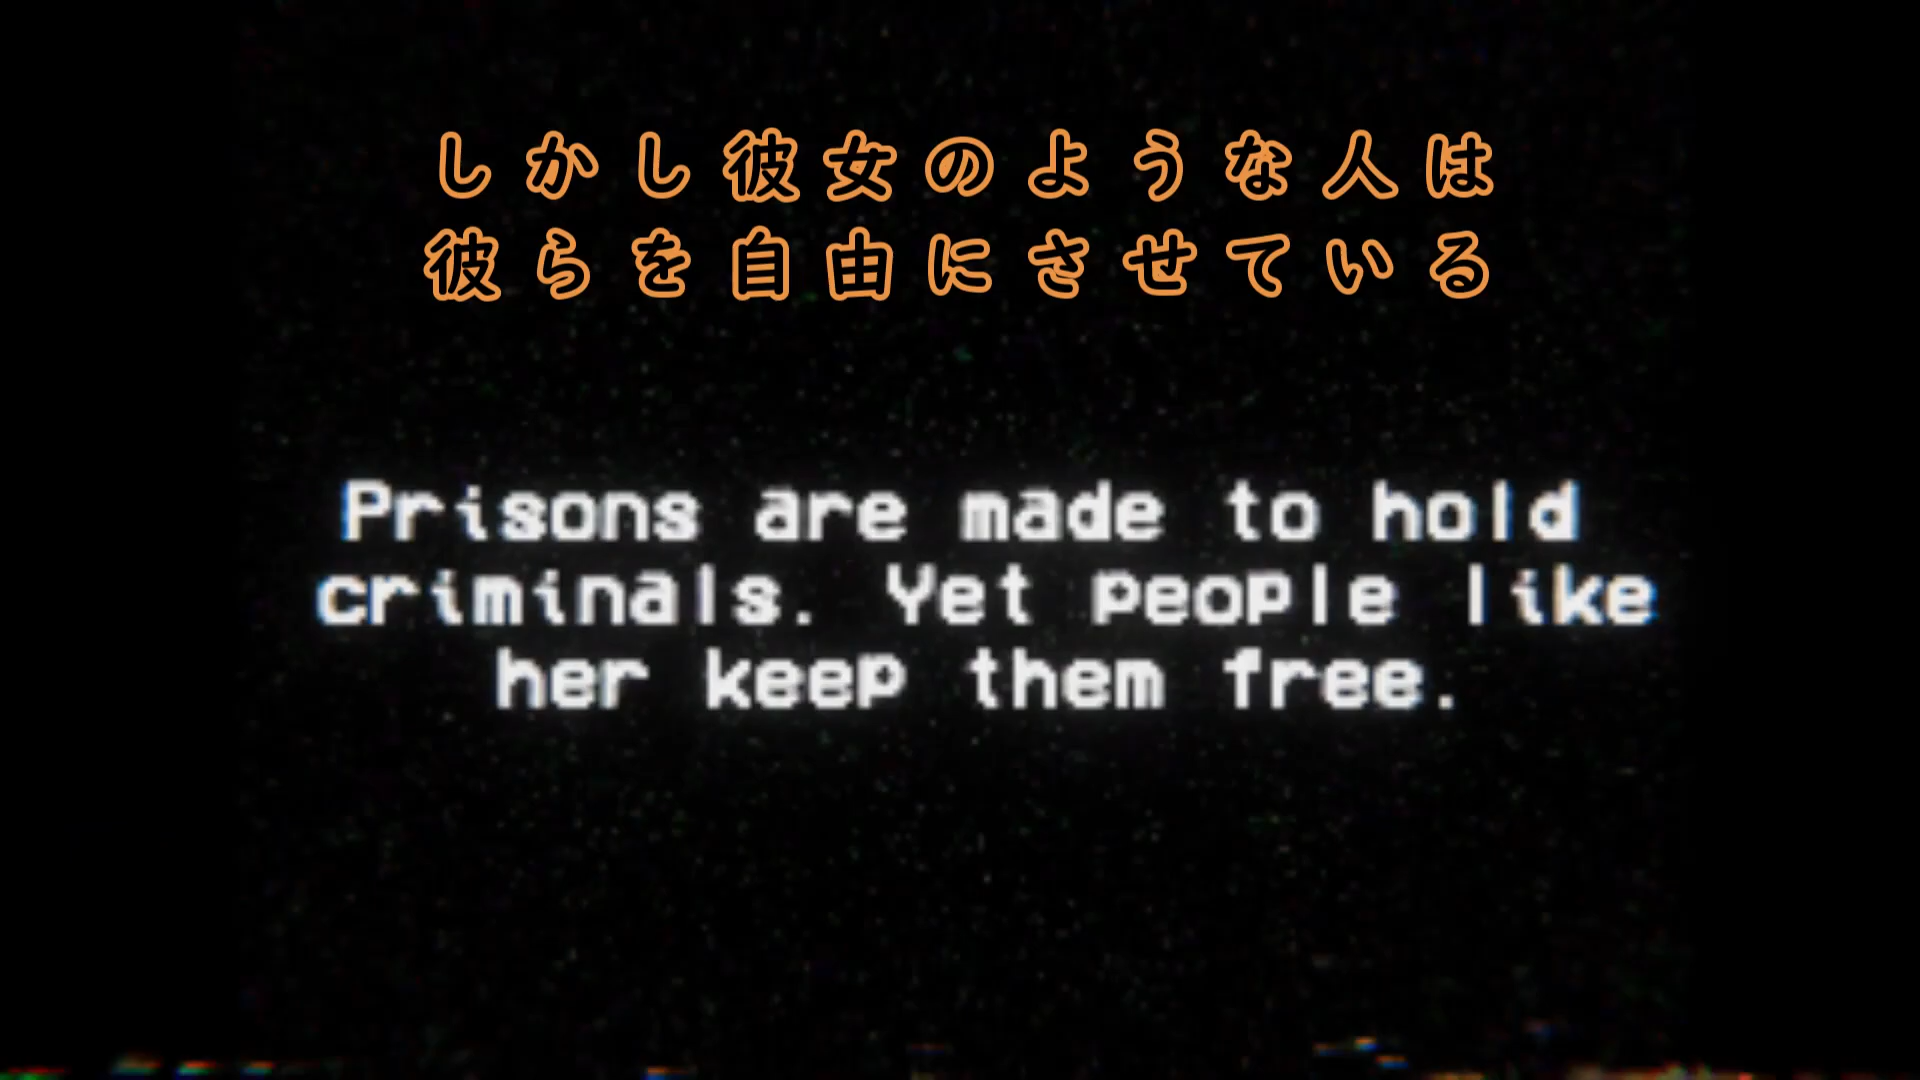 しかし彼女のような人は
彼らを自由にさせている
Prisons are made to hold
criminals. Yet people like
her keep them free.